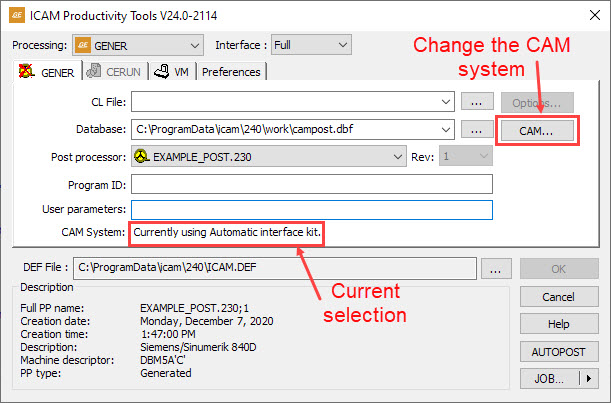 ICAM Productivity Tools V24.0-2114
Processing: GENER Interface : Full
Change the CAM
system
GENER CERUN VM Preferences
CL File: ... Options...
Database: C:\ProgramData\icam\240\work\campost.dbf ... CAM...
Post processor: EXAMPLE_POST.230 Rev: 1
Program ID:
User parameters:
CAM System: Currently using Automatic interface kit.
DEF File : C:\ProgramData\icam\240\ICAM.DEF ... OK
Current
selection
Description
Full PP name: EXAMPLE_POST.230;1
Creation date: Monday, December 7, 2020
Creation time: 1:47:00 PM
Description: Siemens/Sinumerik 840D
Machine descriptor: DBM5A'C'
PP type: Generated
Cancel
Help
AUTOPOST
JOB...